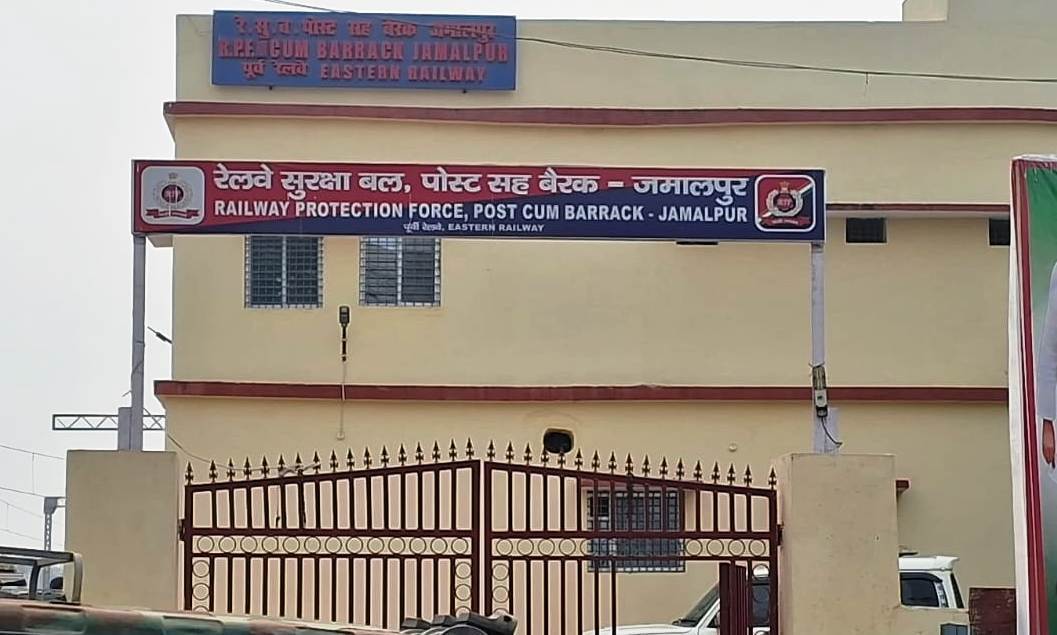 रे.सु.ब. पोस्ट सह बैरक जमालपुर
R.P.F. CUM BARRACK JAMALPUR
पूर्व रेलवे EASTERN RAILWAY
रेलवे सुरक्षा बल, पोस्ट सह बैरक - जमालपुर
RAILWAY PROTECTION FORCE, POST CUM BARRACK - JAMALPUR
पूर्वी रेलवे, EASTERN RAILWAY